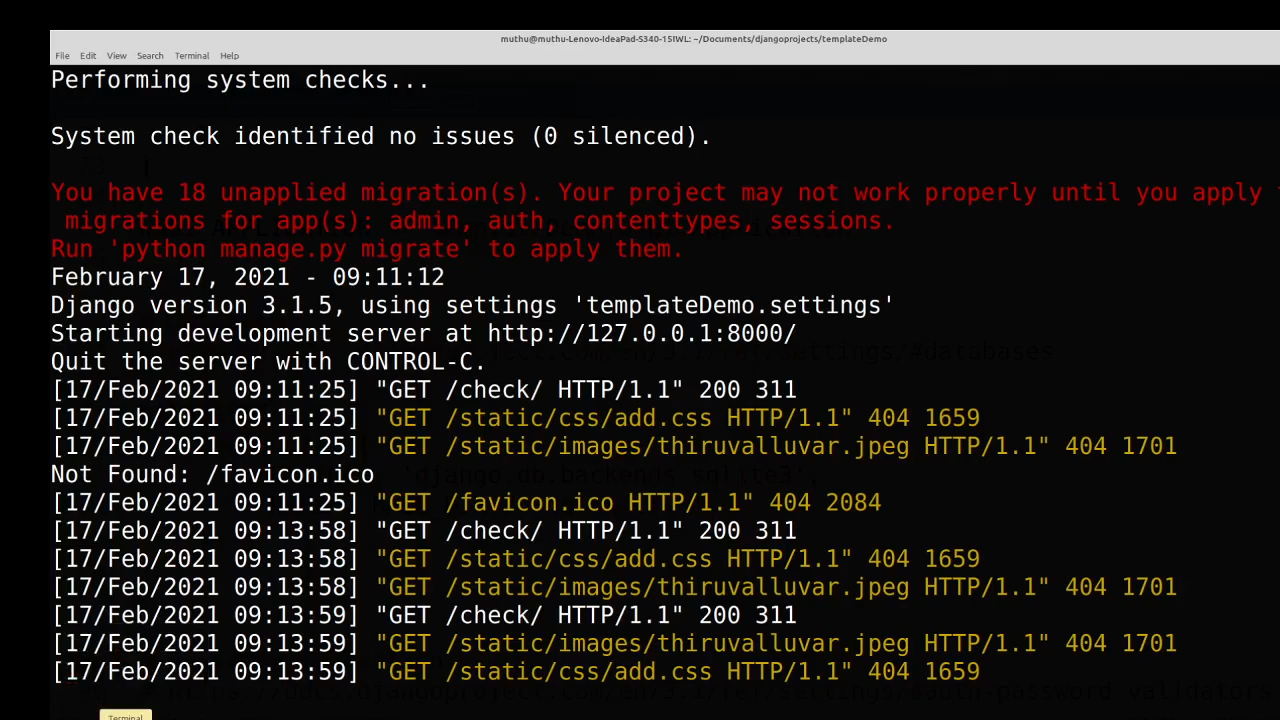 muthu@muthu-Lenovo-IdeaPad-S340-15IWL: ~/Documents/djangoprojects/templateDemo
File Edit View Search Terminal Help
Performing system checks...
System check identified no issues (0 silenced).
You have 18 unapplied migration(s). Your project may not work properly until you apply
migrations for app(s): admin, auth, contenttypes, sessions.
Run 'python manage.py migrate' to apply them.
February 17, 2021 - 09:11:12
Django version 3.1.5, using settings 'templateDemo.settings'
Starting development server at http://127.0.0.1:8000/
Quit the server with CONTROL-C.
[17/Feb/2021 09:11:25] "GET /check/ HTTP/1.1" 200 311
[17/Feb/2021 09:11:25] "GET /static/css/add.css HTTP/1.1" 404 1659
[17/Feb/2021 09:11:25] "GET /static/images/thiruvalluvar.jpeg HTTP/1.1" 404 1701
Not Found: /favicon.ico
[17/Feb/2021 09:11:25] "GET /favicon.ico HTTP/1.1" 404 2084
[17/Feb/2021 09:13:58] "GET /check/ HTTP/1.1" 200 311
[17/Feb/2021 09:13:58] "GET /static/css/add.css HTTP/1.1" 404 1659
[17/Feb/2021 09:13:58] "GET /static/images/thiruvalluvar.jpeg HTTP/1.1" 404 1701
[17/Feb/2021 09:13:59] "GET /check/ HTTP/1.1" 200 311
[17/Feb/2021 09:13:59] "GET /static/images/thiruvalluvar.jpeg HTTP/1.1" 404 1701
[17/Feb/2021 09:13:59] "GET /static/css/add.css HTTP/1.1" 404 1659
Terminal